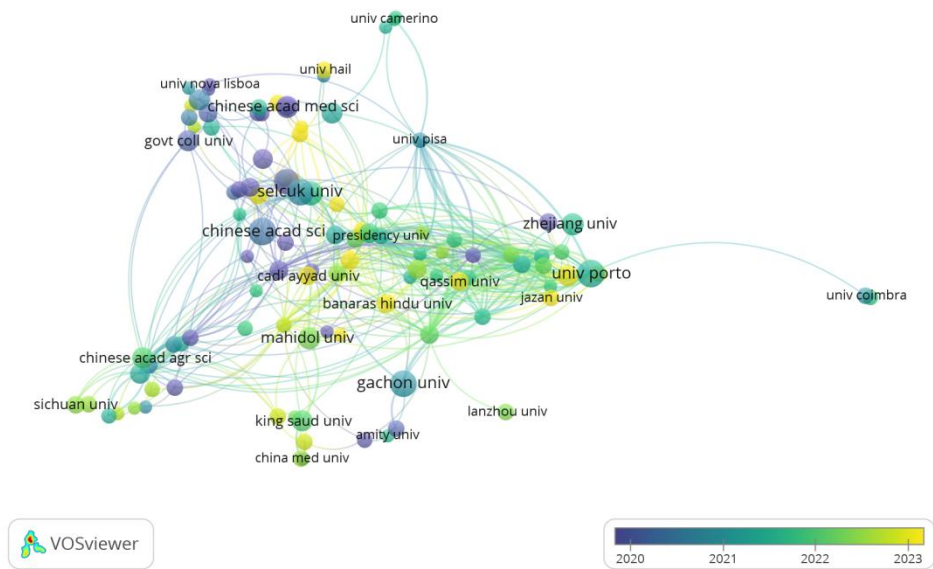 univ camerino
univ hail
univ nova lisboa
chinese acad med sci
govt coll univ
univ pisa
selcuk univ
zhejiang univ
chinese acad sci
presidency univ
cadi ayyad univ
qassim univ
univ porto
jazan univ
univ coimbra
banaras hindu univ
mahidol univ
chinese acad agr sci
gachon univ
sichuan univ
lanzhou univ
king saud univ
amity univ
china med univ
VOSviewer
2020 2021 2022 2023